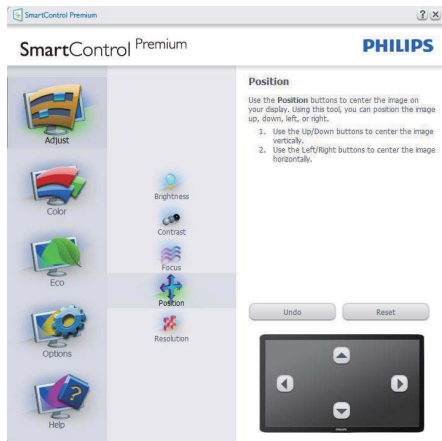 SmartControl Premium
SmartControl Premium
PHILIPS
Adjust
Color
Eco
Options
Help
Brightness
Contrast
Focus
Position
Resolution
Position
Use the Position buttons to center the image on
your display. Using this tool, you can position the image
up, down, left, or right.
1. Use the Up/Down buttons to center the image
vertically.
2. Use the Left/Right buttons to center the image
horizontally.
Undo
Reset
PHILIPS